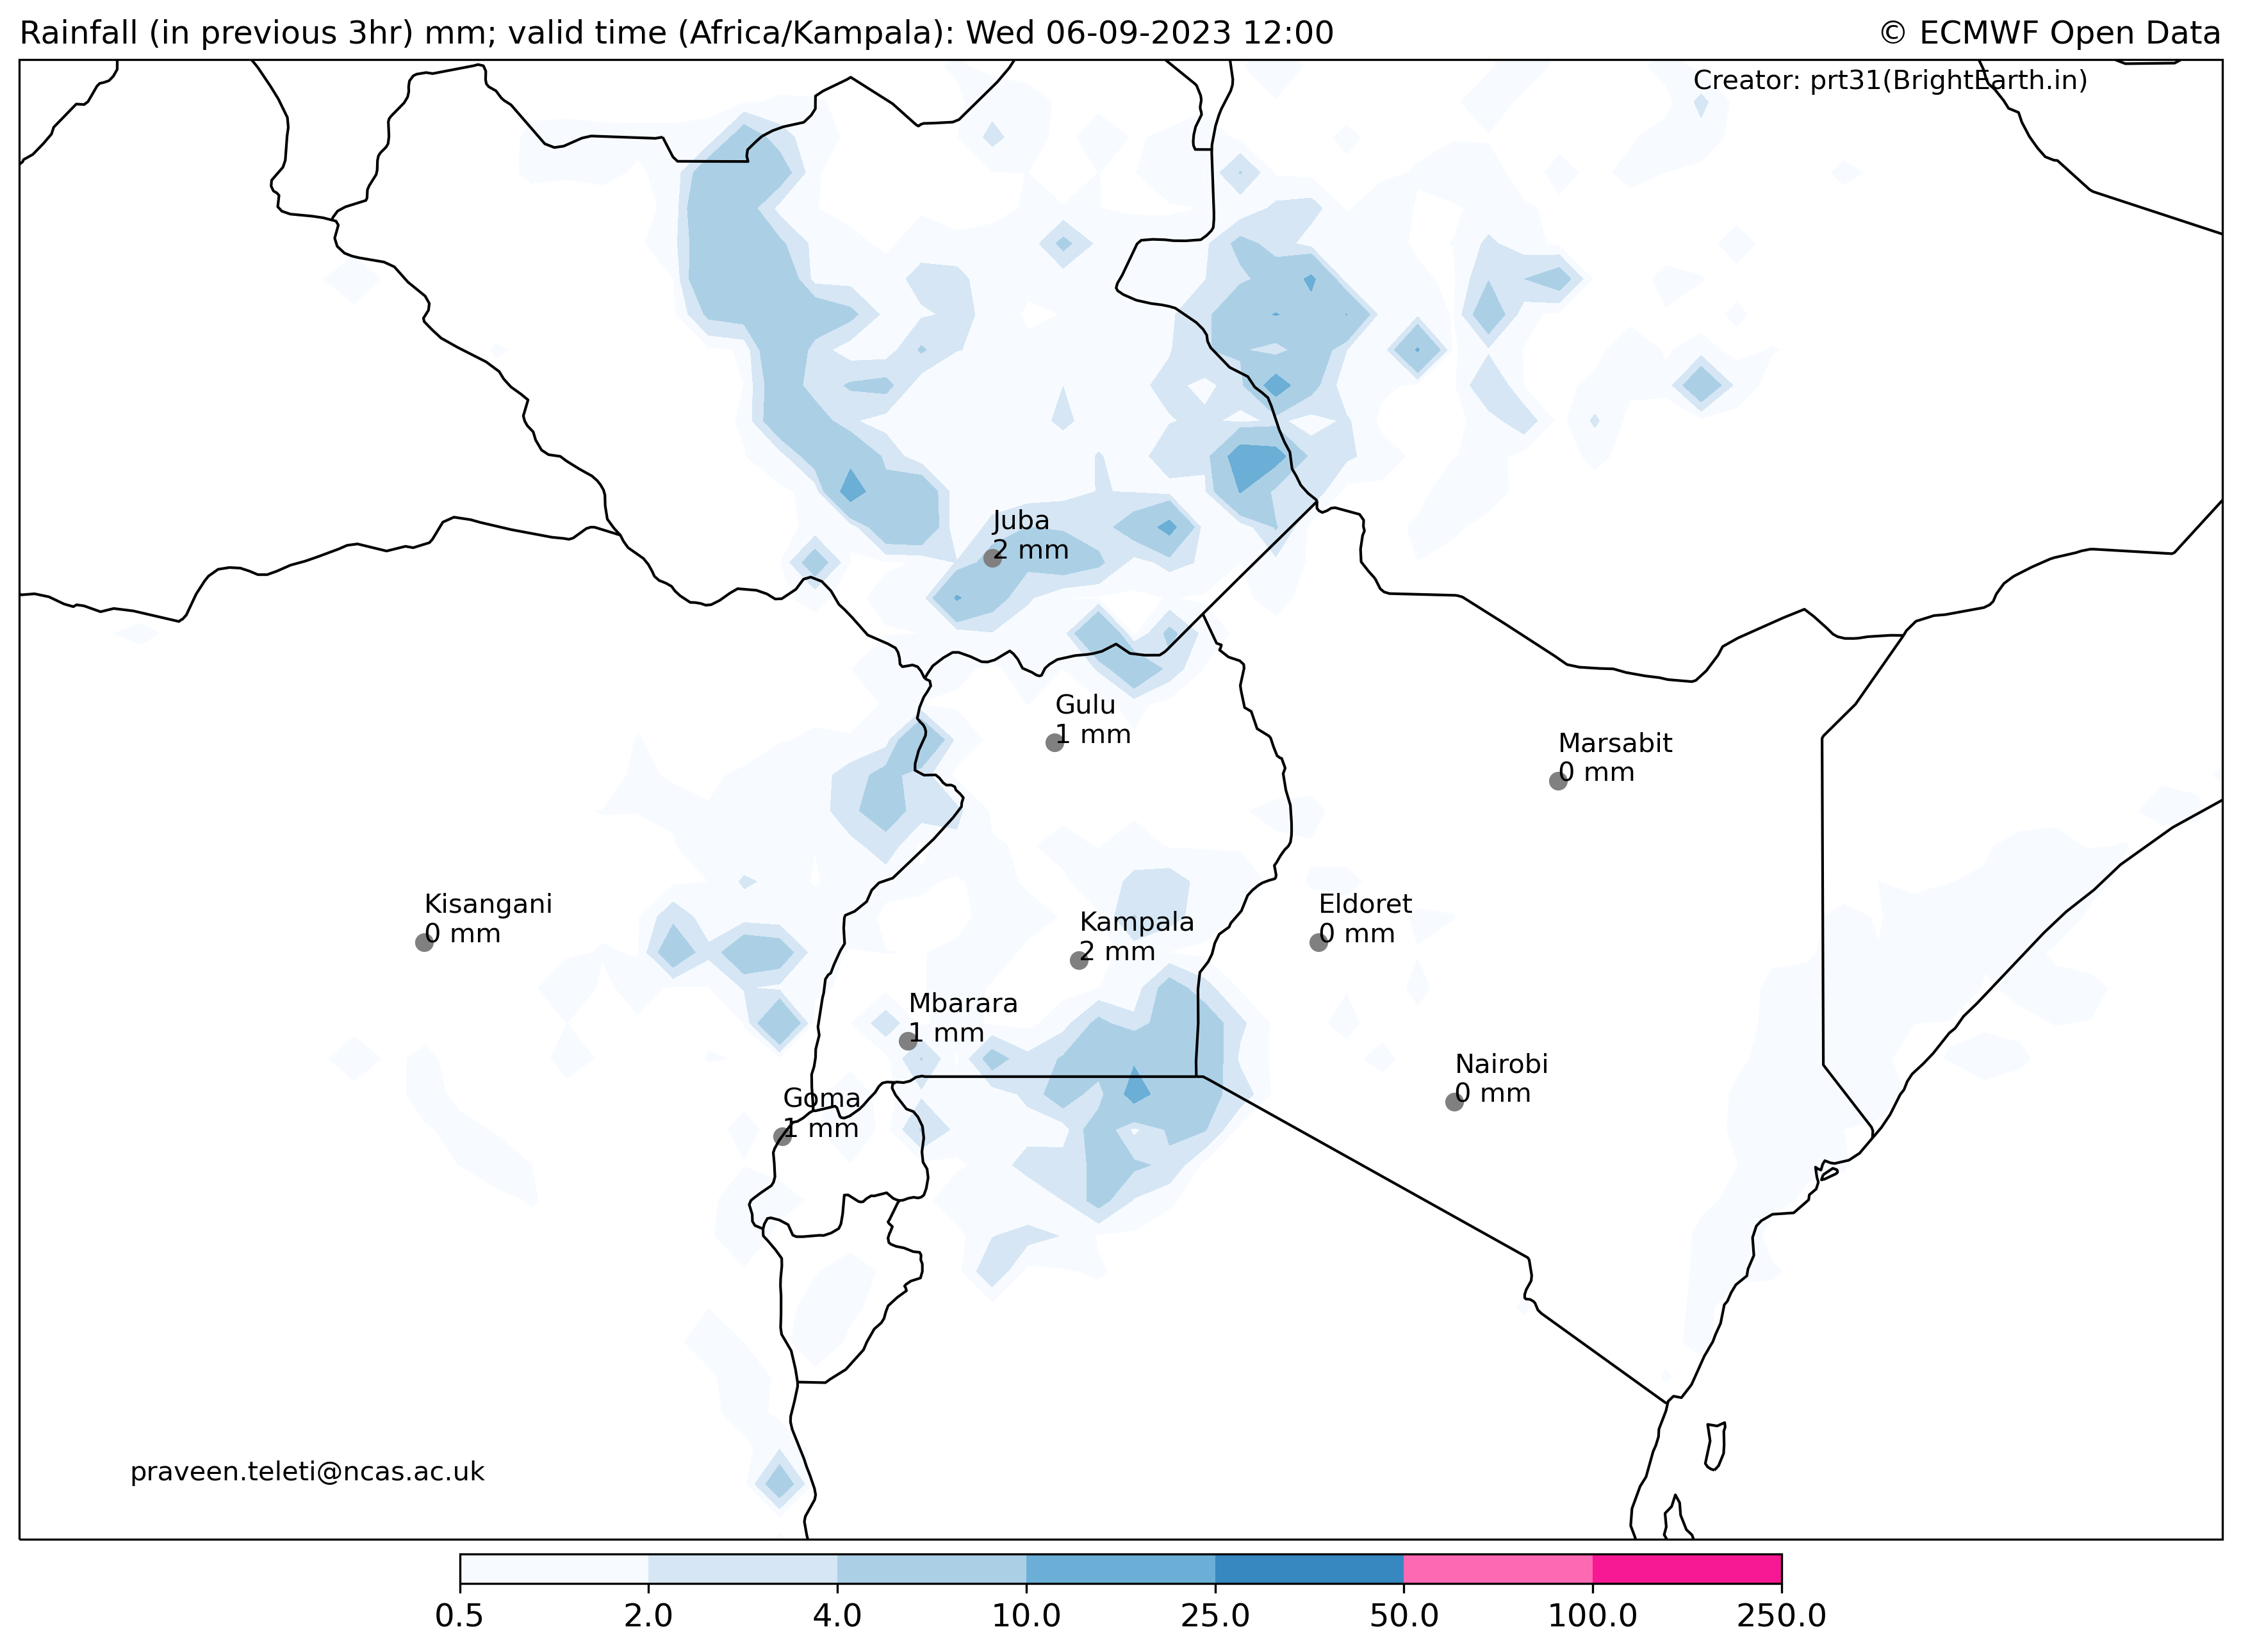 Rainfall (in previous 3hr) mm; valid time (Africa/Kampala): Wed 06-09-2023 12:00
© ECMWF Open Data
Creator: prt31(BrightEarth.in)
Juba
2 mm
Gulu
1 mm
Marsabit
0 mm
Kisangani
0 mm
Kampala
2 mm
Eldoret
0 mm
Mbarara
1 mm
Nairobi
0 mm
Goma
1 mm
praveen.teleti@ncas.ac.uk
0.5 2.0 4.0 10.0 25.0 50.0 100.0 250.0